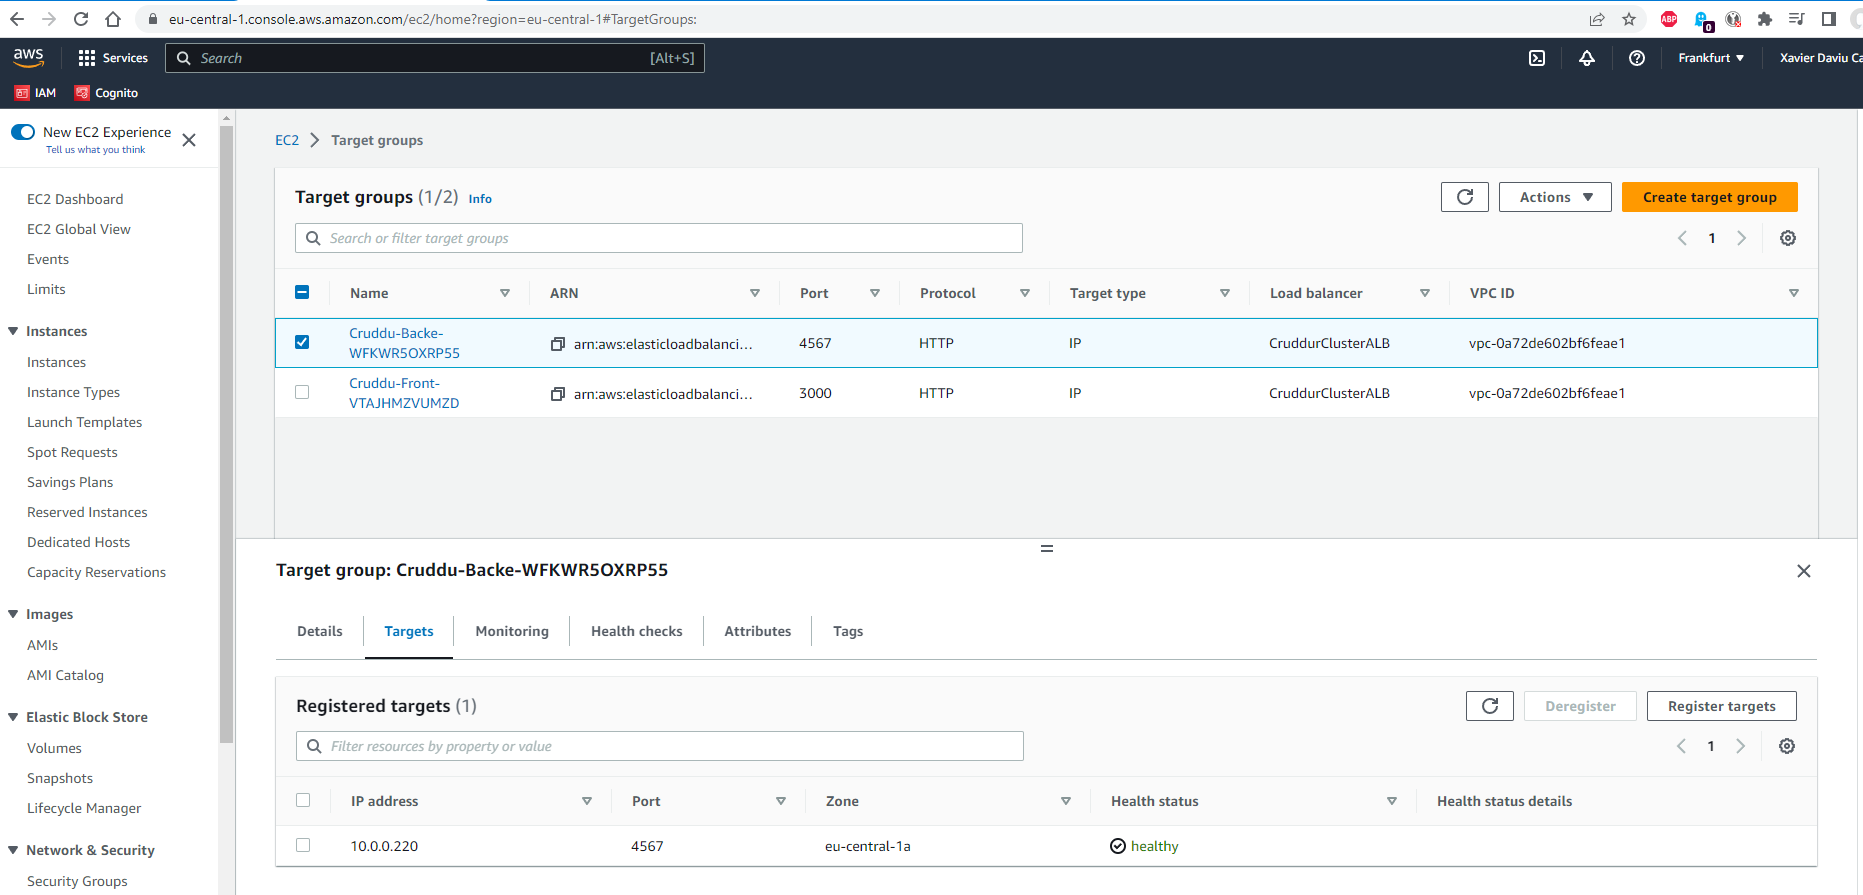 eu-central-1.console.aws.amazon.com/ec2/home?region=eu-central-1#TargetGroups:
ABP
0
aws
Services
Search
[Alt+S]
Frankfurt
Xavier Daviu Ca
IAM
Cognito
New EC2 Experience
Tell us what you think
EC2 Dashboard
EC2 Global View
Events
Limits
Instances
Instances
Instance Types
Launch Templates
Spot Requests
Savings Plans
Reserved Instances
Dedicated Hosts
Capacity Reservations
Images
AMIs
AMI Catalog
Elastic Block Store
Volumes
Snapshots
Lifecycle Manager
Network & Security
Security Groups
EC2 > Target groups
Target groups (1/2) Info
Actions
Create target group
Search or filter target groups
1
Name ARN Port Protocol Target type Load balancer VPC ID
Cruddu-Backe-
WFKWR5OXRP55 arn:aws:elasticloadbalanci... 4567 HTTP IP CruddurClusterALB vpc-0a72de602bf6feae1
Cruddu-Front-
VTAJHMZVUMZD arn:aws:elasticloadbalanci... 3000 HTTP IP CruddurClusterALB vpc-0a72de602bf6feae1
Target group: Cruddu-Backe-WFKWR5OXRP55
Details Targets Monitoring Health checks Attributes Tags
Registered targets (1)
Deregister
Register targets
Filter resources by property or value
1
IP address Port Zone Health status Health status details
10.0.0.220 4567 eu-central-1a healthy